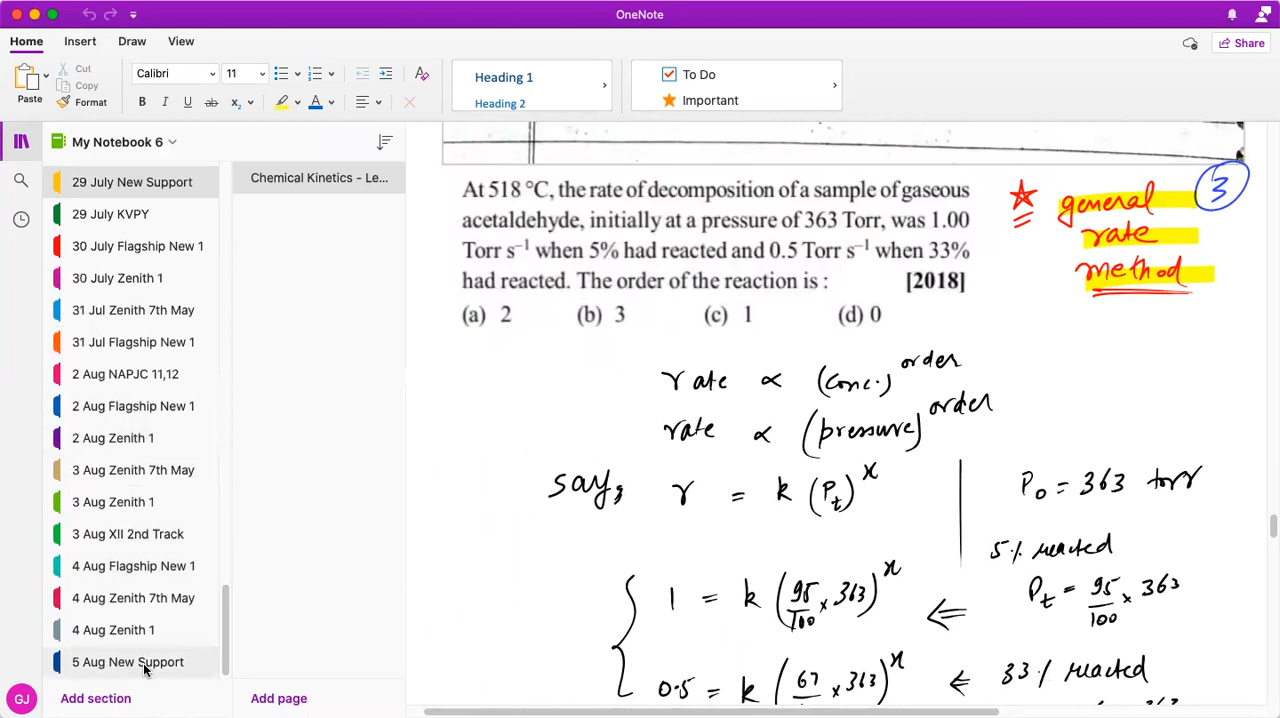 OneNote
Home Insert Draw View
Share
Paste
Cut
Copy
Format
Calibri 11
B I U ab x
A
Heading 1
Heading 2
To Do
Important
My Notebook 6
29 July New Support
29 July KVPY
30 July Flagship New 1
30 July Zenith 1
31 Jul Zenith 7th May
31 Jul Flagship New 1
2 Aug NAPJC 11,12
2 Aug Flagship New 1
2 Aug Zenith 1
3 Aug Zenith 7th May
3 Aug Zenith 1
3 Aug XII 2nd Track
4 Aug Flagship New 1
4 Aug Zenith 7th May
4 Aug Zenith 1
5 Aug New Support
GJ
Add section
Chemical Kinetics - Le...
Add page
At 518 °C, the rate of decomposition of a sample of gaseous
acetaldehyde, initially at a pressure of 363 Torr, was 1.00
Torr s⁻¹ when 5% had reacted and 0.5 Torr s⁻¹ when 33%
had reacted. The order of the reaction is : [2018]
(a) 2 (b) 3 (c) 1 (d) 0
3
general
rate
method
rate ∝ (conc.)^order
rate ∝ (pressure)^order
say, r = k (Pt)^x
P₀ = 363 torr
5% reacted
Pt = 95/100 × 363
1 = k (95/100 × 363)^x ⇐
0.5 = k (67/ × 363)^x ←
33% reacted